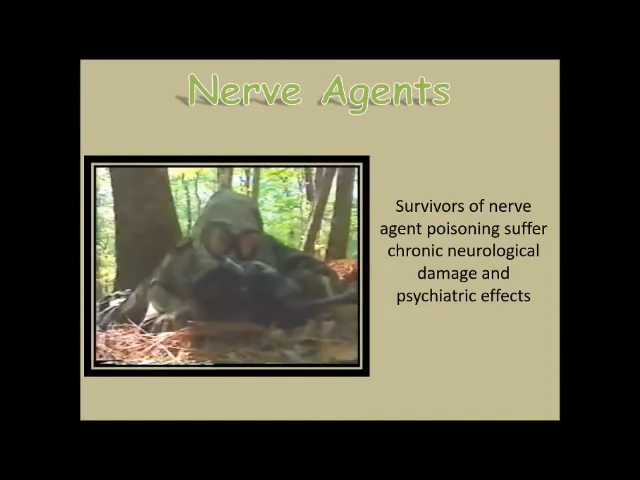 Nerve Agents
Survivors of nerve
agent poisoning suffer
chronic neurological
damage and
psychiatric effects